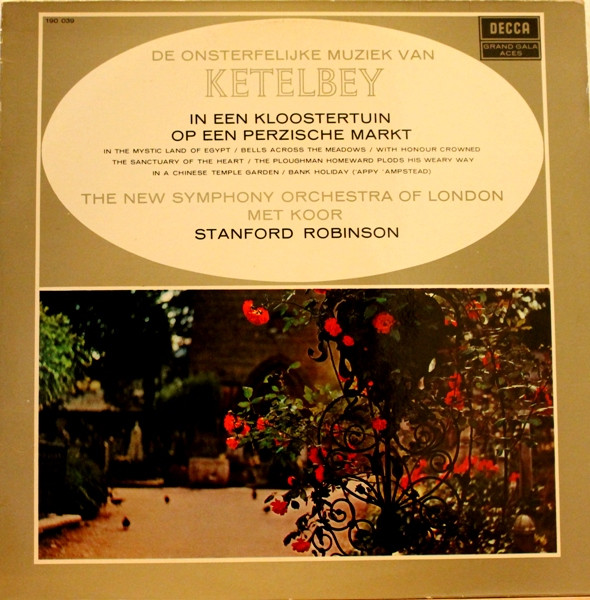 190 039
DECCA
GRAND GALA
ACES
DE ONSTERFELIJKE MUZIEK VAN
KETELBEY
IN EEN KLOOSTERTUIN
OP EEN PERZISCHE MARKT
IN THE MYSTIC LAND OF EGYPT / BELLS ACROSS THE MEADOWS / WITH HONOUR CROWNED
THE SANCTUARY OF THE HEART / THE PLOUGHMAN HOMEWARD PLODS HIS WEARY WAY
IN A CHINESE TEMPLE GARDEN / BANK HOLIDAY ('APPY 'AMPSTEAD)
THE NEW SYMPHONY ORCHESTRA OF LONDON
MET KOOR
STANFORD ROBINSON